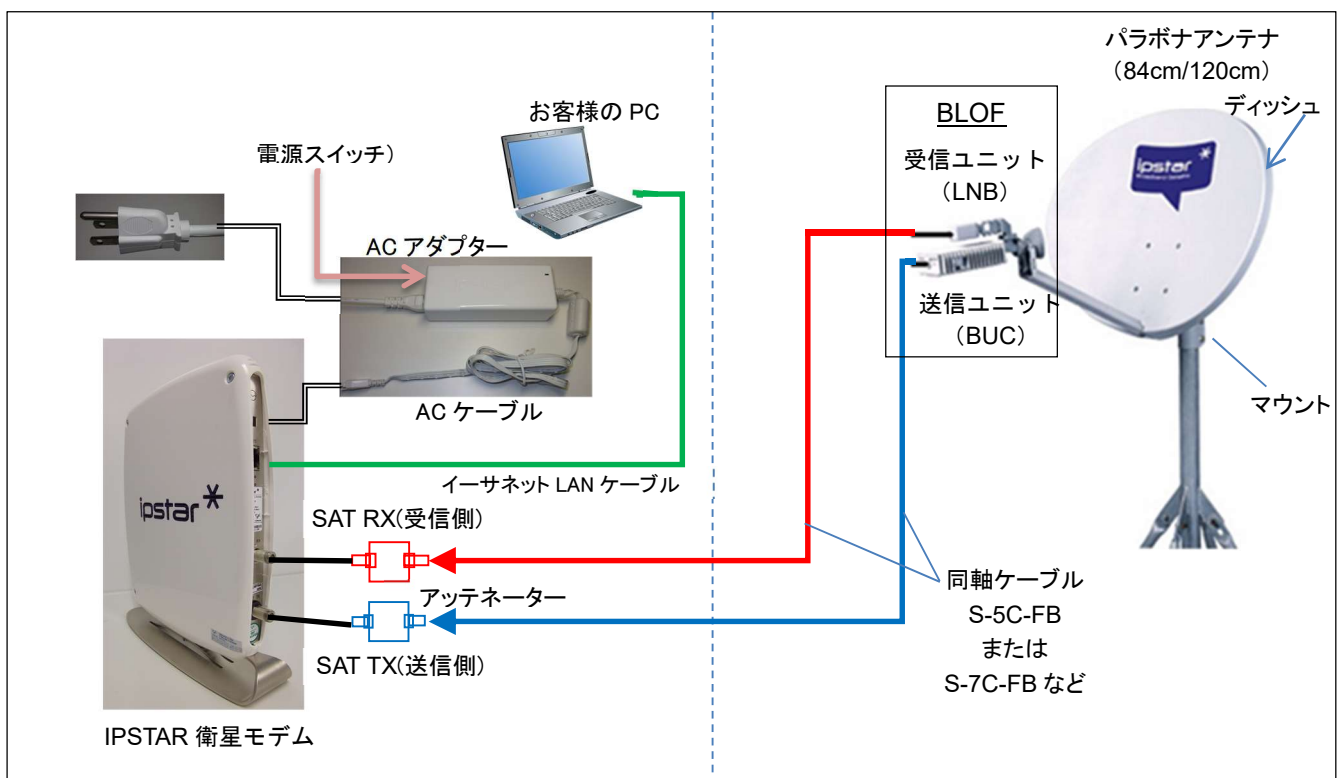 お客様の PC
電源スイッチ）
AC アダプター
AC ケーブル
イーサネット LAN ケーブル
ipstar
SAT RX(受信側)
アッテネーター
SAT TX(送信側)
IPSTAR 衛星モデム
パラボナアンテナ
（84cm/120cm）
ディッシュ
BLOF
受信ユニット
（LNB）
送信ユニット
（BUC）
ipstar
マウント
同軸ケーブル
S-5C-FB
または
S-7C-FB など